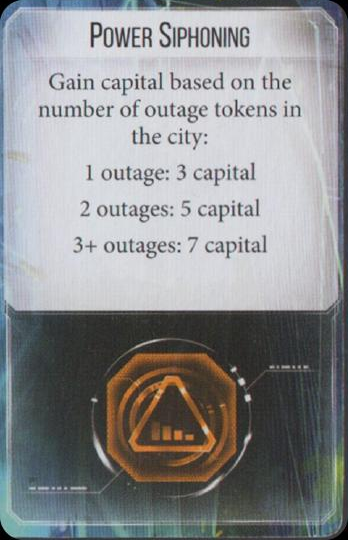 POWER SIPHONING
Gain capital based on the
number of outage tokens in
the city:
1 outage: 3 capital
2 outages: 5 capital
3+ outages: 7 capital